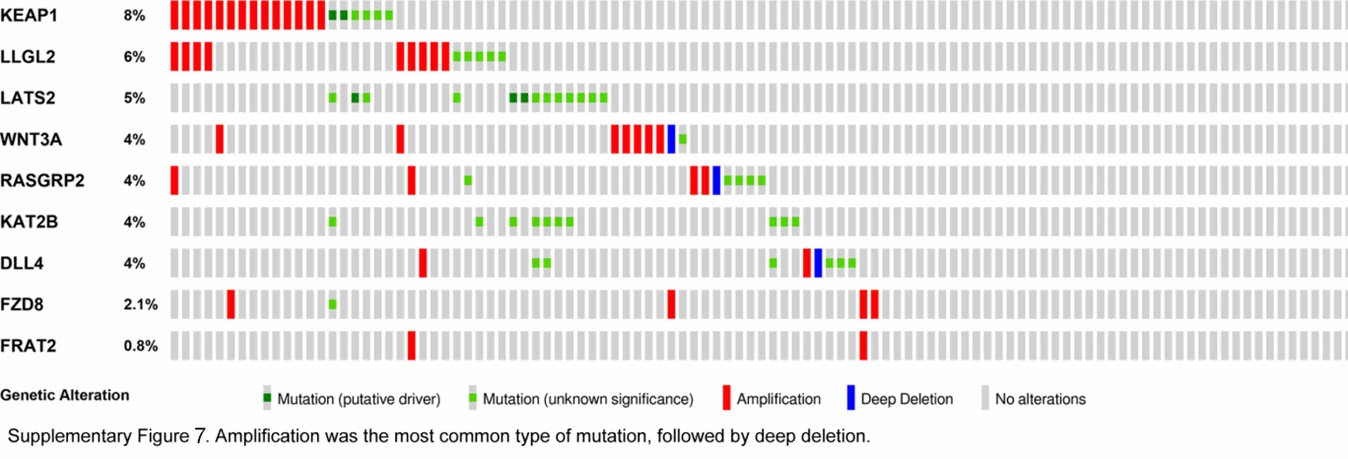 KEAP1 8%
LLGL2 6%
LATS2 5%
WNT3A 4%
RASGRP2 4%
KAT2B 4%
DLL4 4%
FZD8 2.1%
FRAT2 0.8%
Genetic Alteration Mutation (putative driver) Mutation (unknown significance) Amplification Deep Deletion No alterations
Supplementary Figure 7. Amplification was the most common type of mutation, followed by deep deletion.